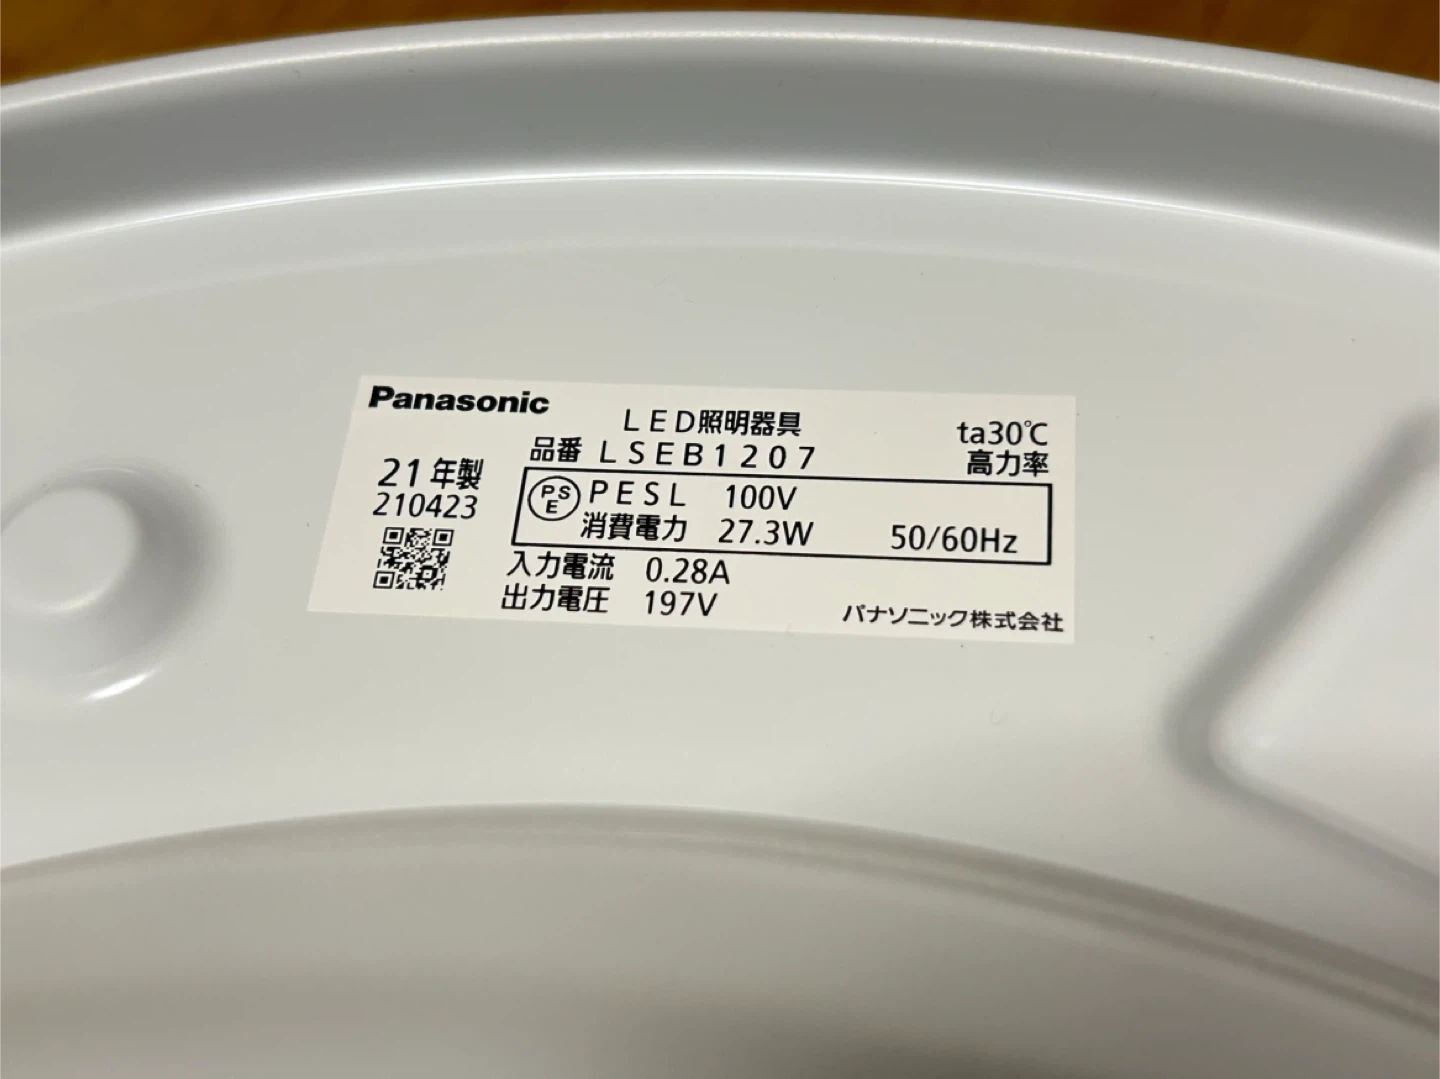 Panasonic
LED照明器具
ta30℃
品番 LSEB1207
高力率
21年製
210423
PSE PESL 100V
消費電力 27.3W 50/60Hz
入力電流 0.28A
出力電圧 197V
パナソニック株式会社